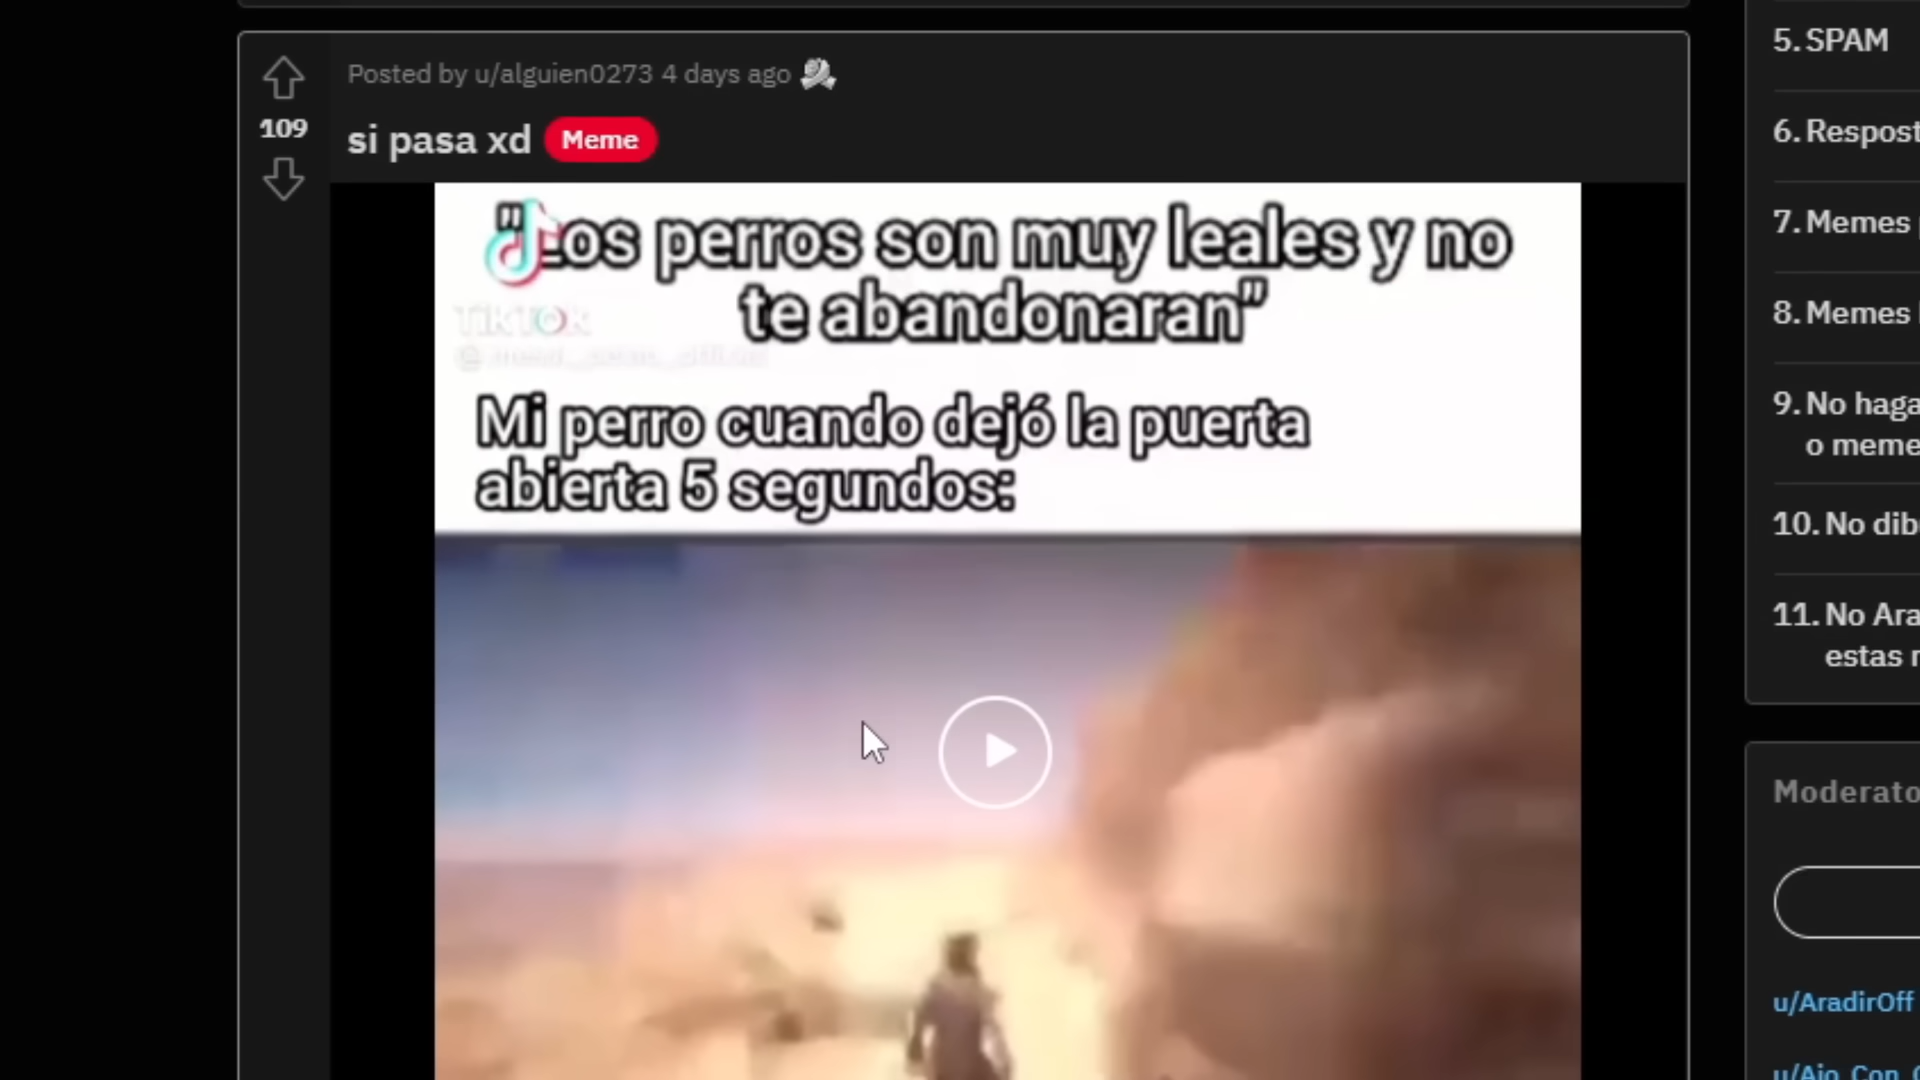 Posted by u/alguien0273 4 days ago
109
si pasa xd Meme
"Los perros son muy leales y no
te abandonaran"
TikTok
Mi perro cuando dejó la puerta
abierta 5 segundos:
5. SPAM
6. Respost
7. Memes
8. Memes
9. No haga
o meme
10. No dib
11. No Ara
estas
Moderato
u/AradirOff
u/Ajo_Con_